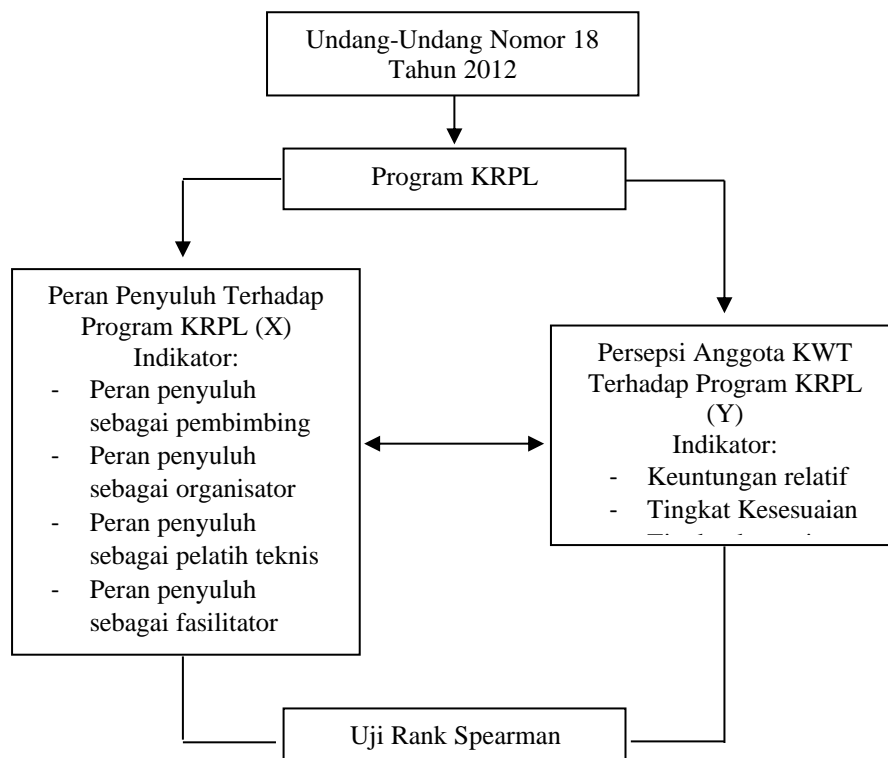 Undang-Undang Nomor 18
Tahun 2012
Program KRPL
Peran Penyuluh Terhadap
Program KRPL (X)
Indikator:
- Peran penyuluh
sebagai pembimbing
- Peran penyuluh
sebagai organisator
- Peran penyuluh
sebagai pelatih teknis
- Peran penyuluh
sebagai fasilitator
Persepsi Anggota KWT
Terhadap Program KRPL
(Y)
Indikator:
- Keuntungan relatif
- Tingkat Kesesuaian
Uji Rank Spearman